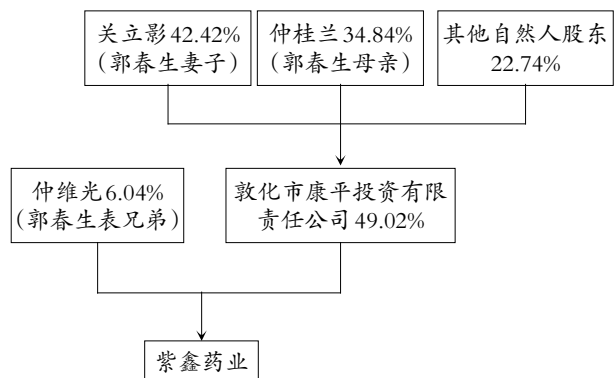 关立影42.42%
(郭春生妻子)
仲桂兰34.84%
(郭春生母亲)
其他自然人股东
22.74%
仲维光6.04%
(郭春生表兄弟)
敦化市康平投资有限
责任公司49.02%
紫鑫药业